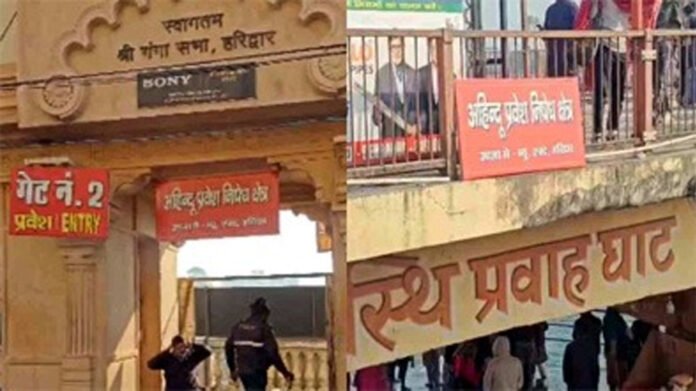 स्वागतम
श्री गंगा सभा, हरिद्वार
SONY
गेट नं. 2
प्रवेश ENTRY
अहिन्दू प्रवेश निषेध क्षेत्र
अहिन्दू प्रवेश निषेध क्षेत्र
स्थि प्रवाह घाट